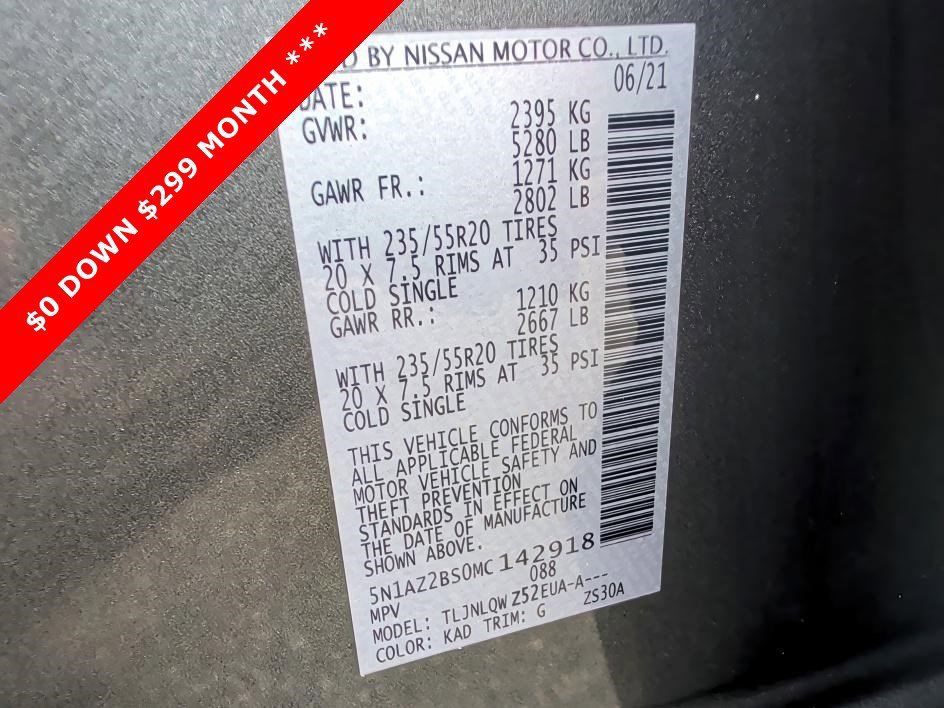 $0 DOWN $299 MONTH ***
D BY NISSAN MOTOR CO., LTD.
DATE: 06/21
GVWR: 2395 KG
5280 LB
GAWR FR.: 1271 KG
2802 LB
WITH 235/55R20 TIRES
20 X 7.5 RIMS AT 35 PSI
COLD SINGLE
GAWR RR.: 1210 KG
2667 LB
WITH 235/55R20 TIRES
20 X 7.5 RIMS AT 35 PSI
COLD SINGLE
THIS VEHICLE CONFORMS TO
ALL APPLICABLE FEDERAL
MOTOR VEHICLE SAFETY AND
THEFT PREVENTION
STANDARDS IN EFFECT ON
THE DATE OF MANUFACTURE
SHOWN ABOVE.
5N1AZ2BS0MC142918
MPV 088
MODEL: TLJNLQWZ52EUA-A---
COLOR: KAD TRIM: G ZS30A